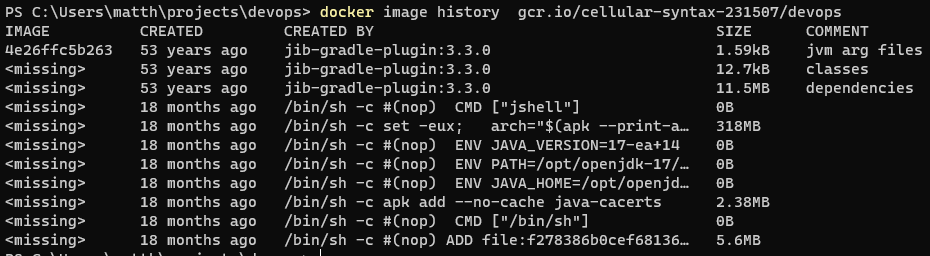 PS C:\Users\matth\projects\devops> docker image history  gcr.io/cellular-syntax-231507/devops
IMAGE          CREATED         CREATED BY                                      SIZE      COMMENT
4e26ffc5b263   53 years ago    jib-gradle-plugin:3.3.0                         1.59kB    jvm arg files
<missing>      53 years ago    jib-gradle-plugin:3.3.0                         12.7kB    classes
<missing>      53 years ago    jib-gradle-plugin:3.3.0                         11.5MB    dependencies
<missing>      18 months ago   /bin/sh -c #(nop)  CMD ["jshell"]               0B
<missing>      18 months ago   /bin/sh -c set -eux;   arch="$(apk --print-a…   318MB
<missing>      18 months ago   /bin/sh -c #(nop)  ENV JAVA_VERSION=17-ea+14    0B
<missing>      18 months ago   /bin/sh -c #(nop)  ENV PATH=/opt/openjdk-17/…   0B
<missing>      18 months ago   /bin/sh -c #(nop)  ENV JAVA_HOME=/opt/openjd…   0B
<missing>      18 months ago   /bin/sh -c apk add --no-cache java-cacerts      2.38MB
<missing>      18 months ago   /bin/sh -c #(nop)  CMD ["/bin/sh"]              0B
<missing>      18 months ago   /bin/sh -c #(nop) ADD file:f278386b0cef68136…   5.6MB